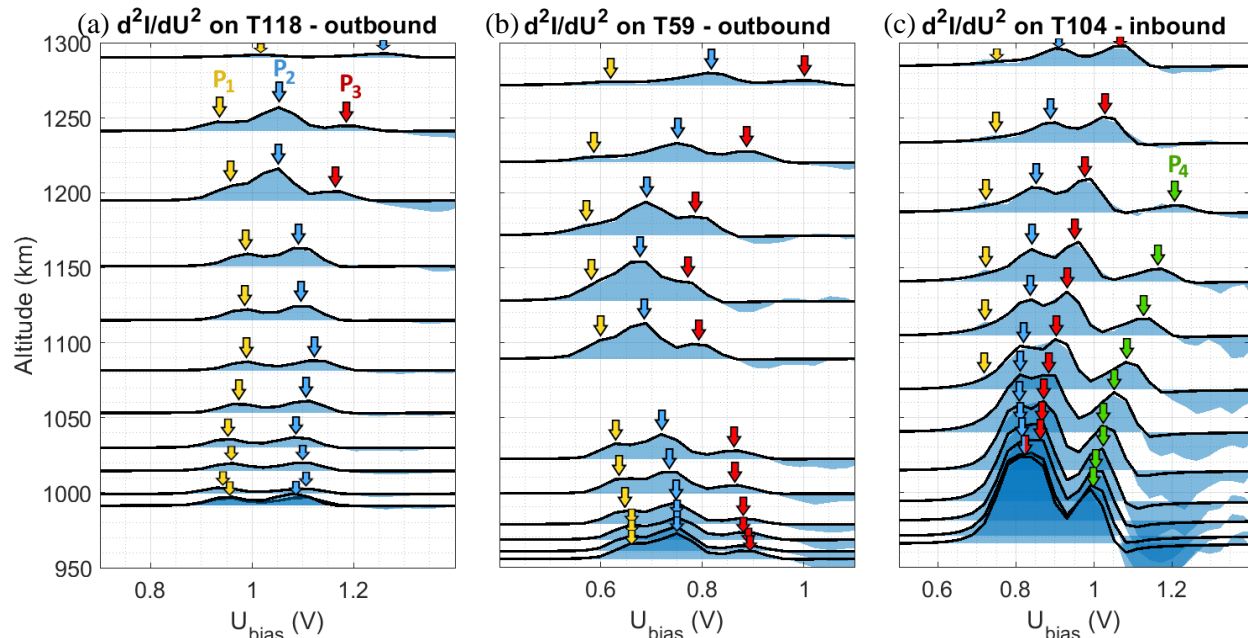 (a) d²I/dU² on T118 - outbound
(b) d²I/dU² on T59 - outbound
(c) d²I/dU² on T104 - inbound
Altitude (km)
1300
1250
1200
1150
1100
1050
1000
950
P₁
P₂
P₃
P₄
0.8
1
1.2
0.6
0.8
1
0.6
0.8
1
1.2
U_bias (V)
U_bias (V)
U_bias (V)